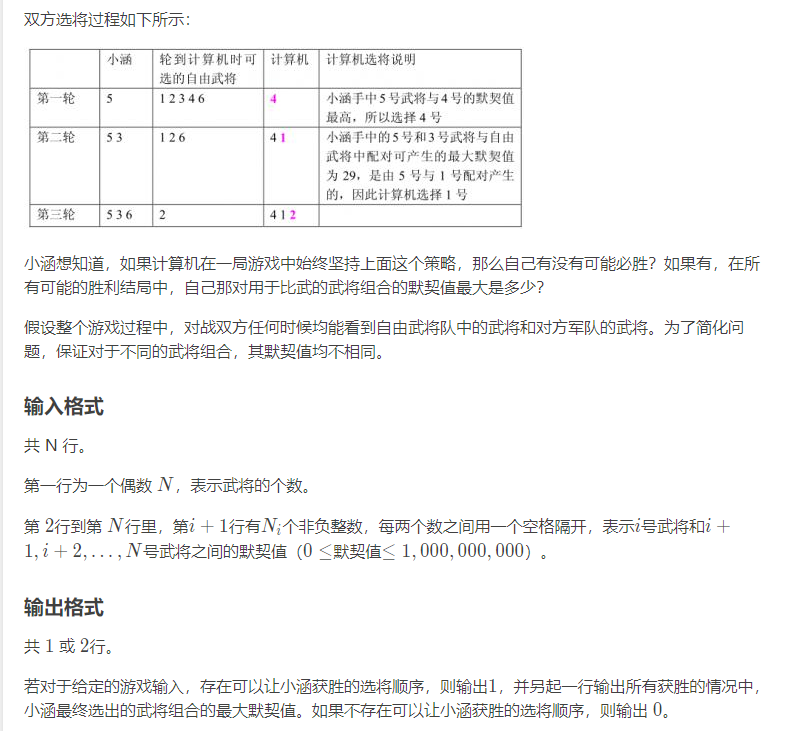 双方选将过程如下所示:
小涵 轮到计算机时可 计算机 计算机选将说明
选的自由武将
第一轮 5 1 2 3 4 6 4 小涵手中5号武将与4号的默契值
最高，所以选择 4 号
第二轮 5 3 1 2 6 4 1 小涵手中的5号和3号武将与自由
武将中配对可产生的最大默契值
为 29，是由 5 号与 1 号配对产生
的，因此计算机选择 1 号
第三轮 5 3 6 2 4 1 2
小涵想知道，如果计算机在一局游戏中始终坚持上面这个策略，那么自己有没有可能必胜？如果有，在所
有可能的胜利结局中，自己那对用于比武的武将组合的默契值最大是多少？
假设整个游戏过程中，对战双方任何时候均能看到自由武将队中的武将和对方军队的武将。为了简化问
题，保证对于不同的武将组合，其默契值均不相同。
输入格式
共 N 行。
第一行为一个偶数 N，表示武将的个数。
第 2行到第 N行里，第i + 1行有N_i个非负整数，每两个数之间用一个空格隔开，表示i号武将和i +
1, i + 2, . . . , N号武将之间的默契值（0 ≤默契值≤ 1, 000, 000, 000）。
输出格式
共 1 或 2行。
若对于给定的游戏输入，存在可以让小涵获胜的选将顺序，则输出1，并另起一行输出所有获胜的情况中，
小涵最终选出的武将组合的最大默契值。如果不存在可以让小涵获胜的选将顺序，则输出 0。